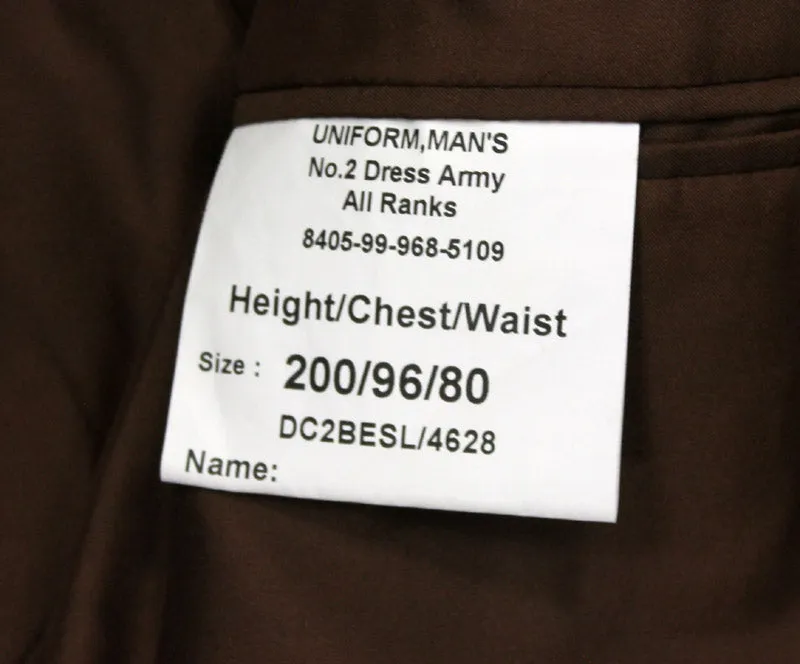 UNIFORM,MAN'S
No.2 Dress Army
All Ranks
8405-99-968-5109
Height/Chest/Waist
Size : 200/96/80
DC2BESL/4628
Name: